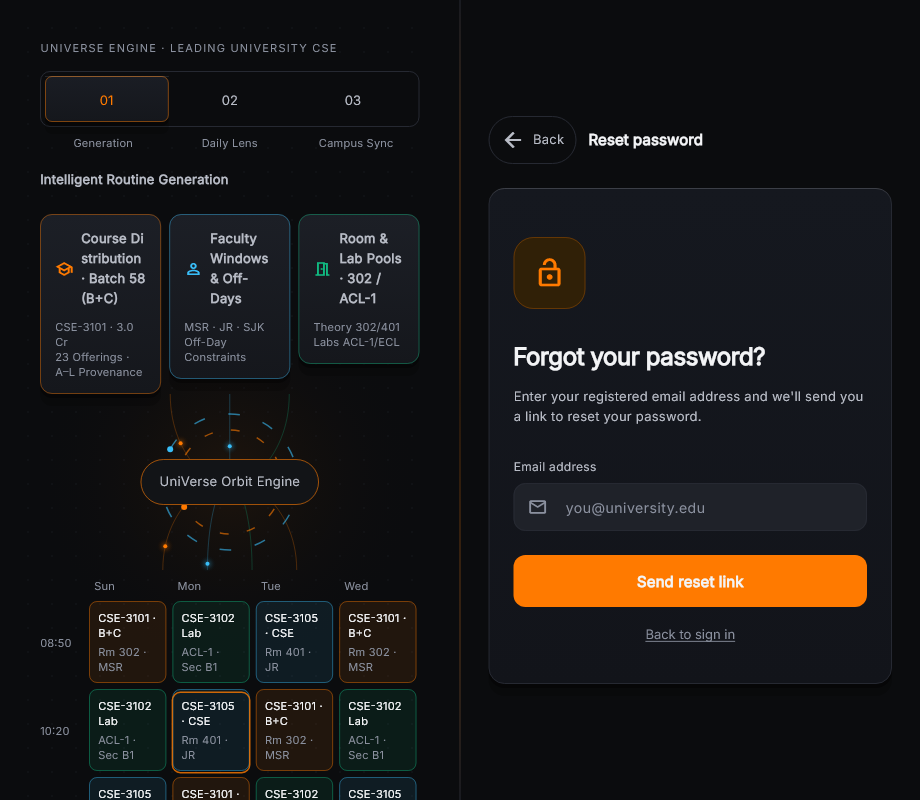 UNIVERSE ENGINE · LEADING UNIVERSITY CSE
01
02
03
Generation
Daily Lens
Campus Sync
Intelligent Routine Generation
Course Di
stribution
· Batch 58
(B+C)
CSE-3101 · 3.0
Cr
23 Offerings ·
A–L Provenance
Faculty
Windows
& Off-
Days
MSR · JR · SJK
Off-Day
Constraints
Room &
Lab Pools
· 302 /
ACL-1
Theory 302/401
Labs ACL-1/ECL
UniVerse Orbit Engine
Sun
Mon
Tue
Wed
08:50
CSE-3101 ·
B+C
Rm 302 ·
MSR
CSE-3102
Lab
ACL-1 ·
Sec B1
CSE-3105
· CSE
Rm 401 ·
JR
CSE-3101 ·
B+C
Rm 302 ·
MSR
10:20
CSE-3102
Lab
ACL-1 ·
Sec B1
CSE-3105
· CSE
Rm 401 ·
JR
CSE-3101 ·
B+C
Rm 302 ·
MSR
CSE-3102
Lab
ACL-1 ·
Sec B1
CSE-3105
CSE-3101 ·
CSE-3102
CSE-3105
Back
Reset password
Forgot your password?
Enter your registered email address and we'll send you
a link to reset your password.
Email address
you@university.edu
Send reset link
Back to sign in